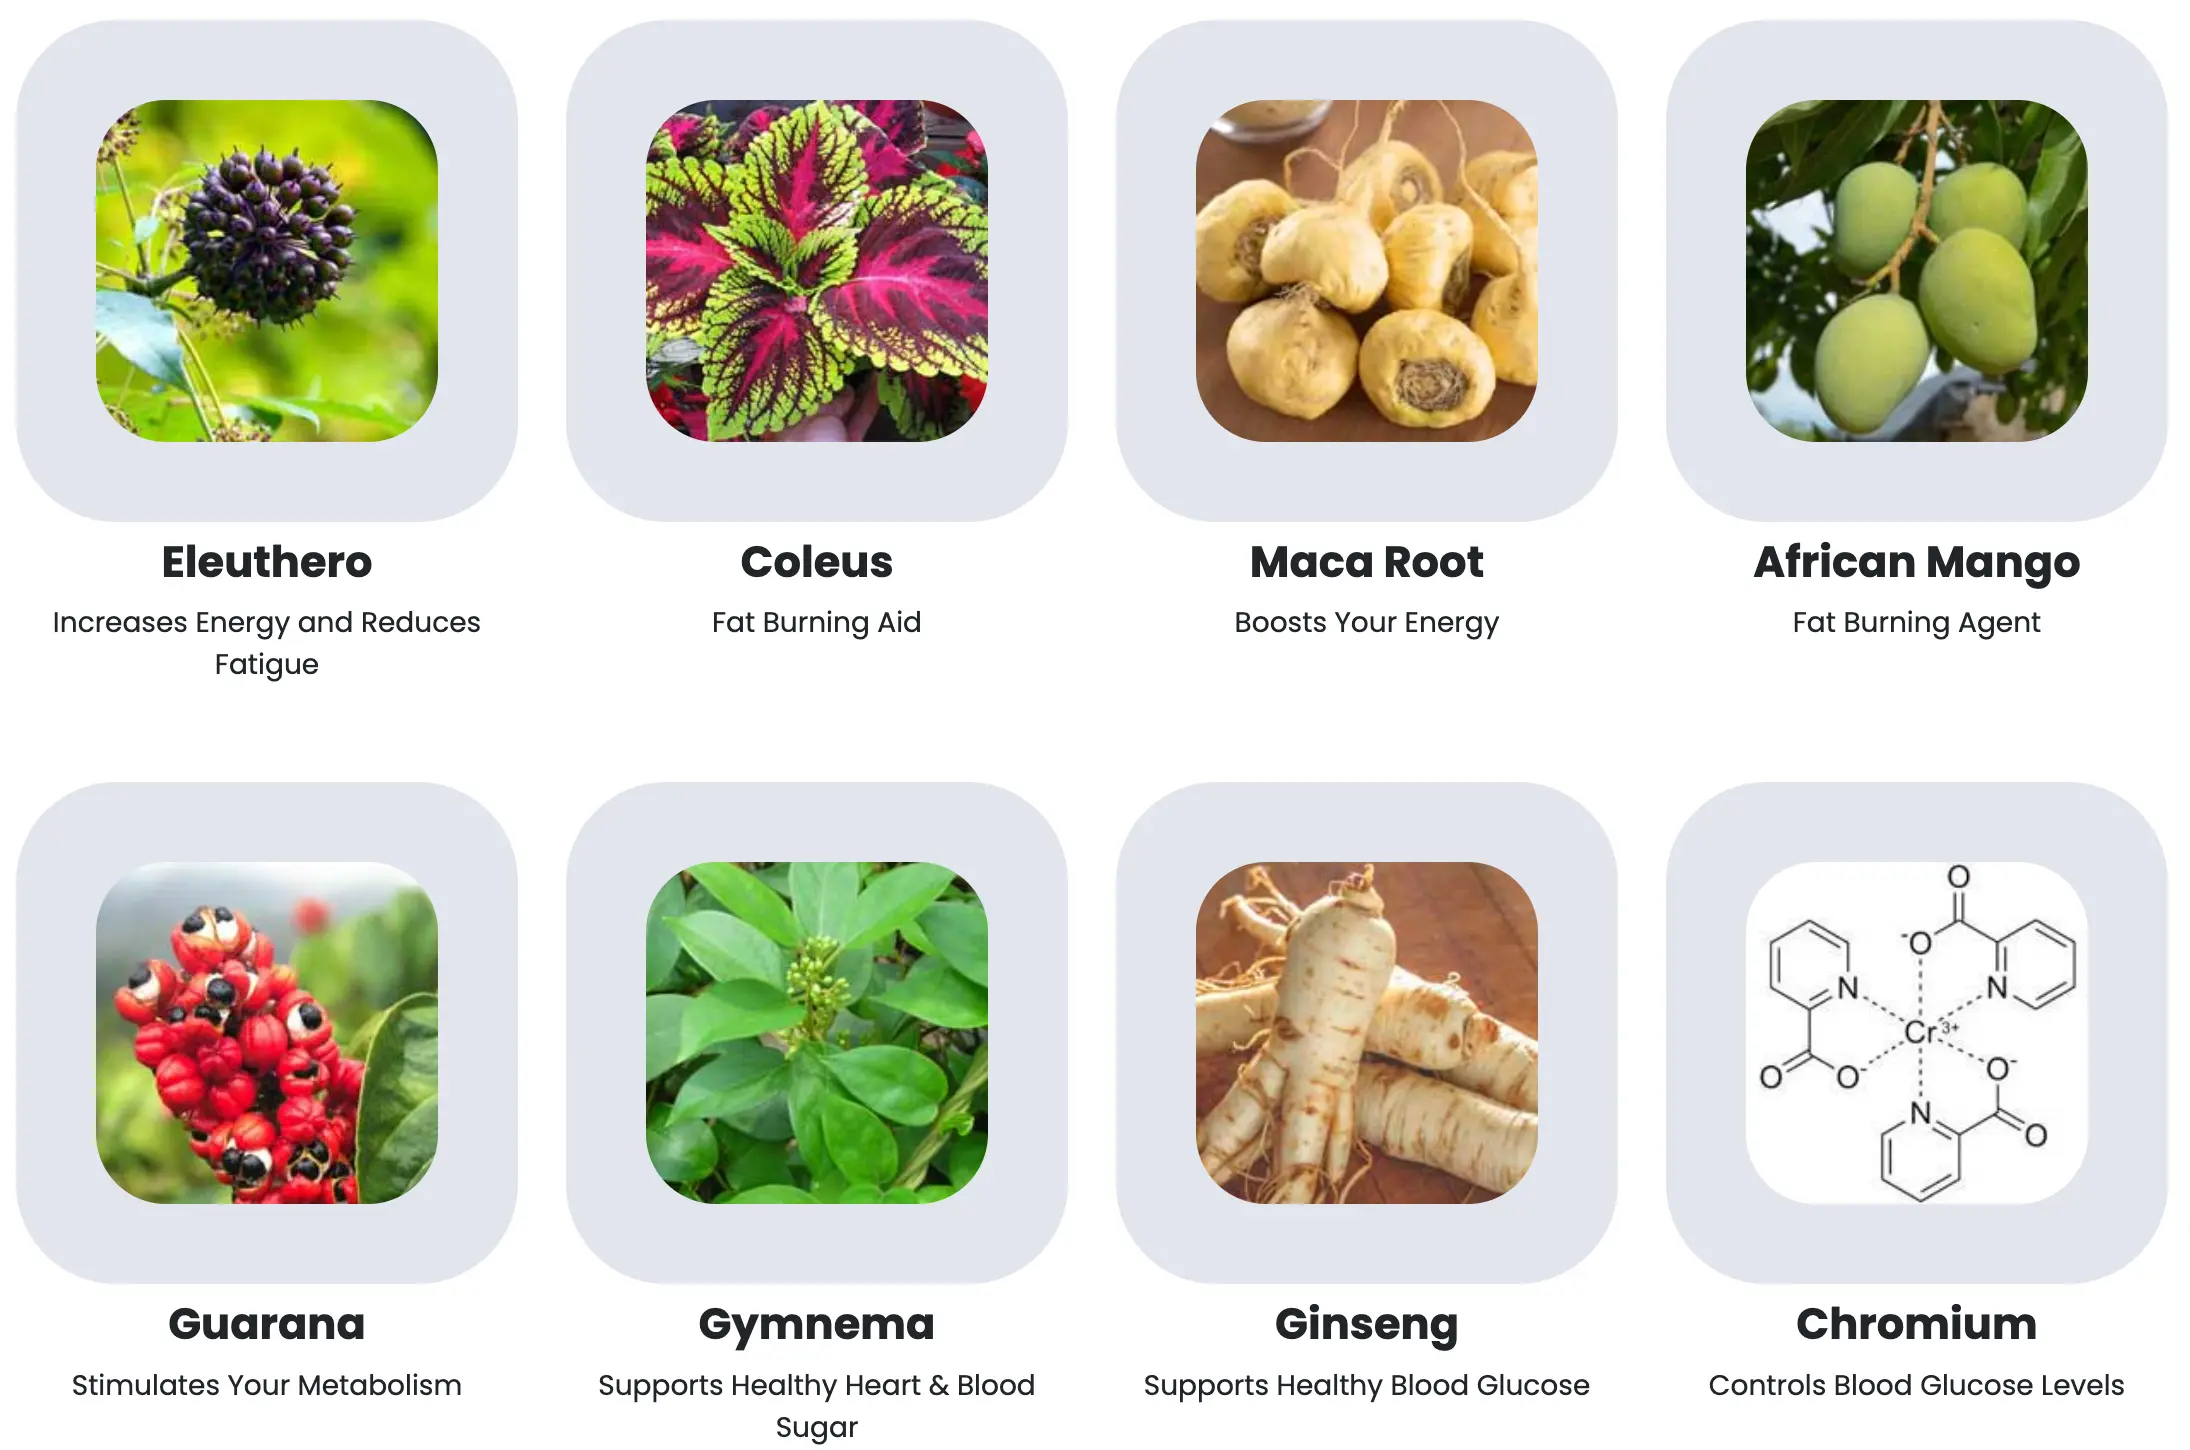 Eleuthero
Increases Energy and Reduces
Fatigue
Coleus
Fat Burning Aid
Maca Root
Boosts Your Energy
African Mango
Fat Burning Agent
Guarana
Stimulates Your Metabolism
Gymnema
Supports Healthy Heart & Blood
Sugar
Ginseng
Supports Healthy Blood Glucose
O
-O
N
N
Cr 3+
O
O-
O-
N
O
Chromium
Controls Blood Glucose Levels